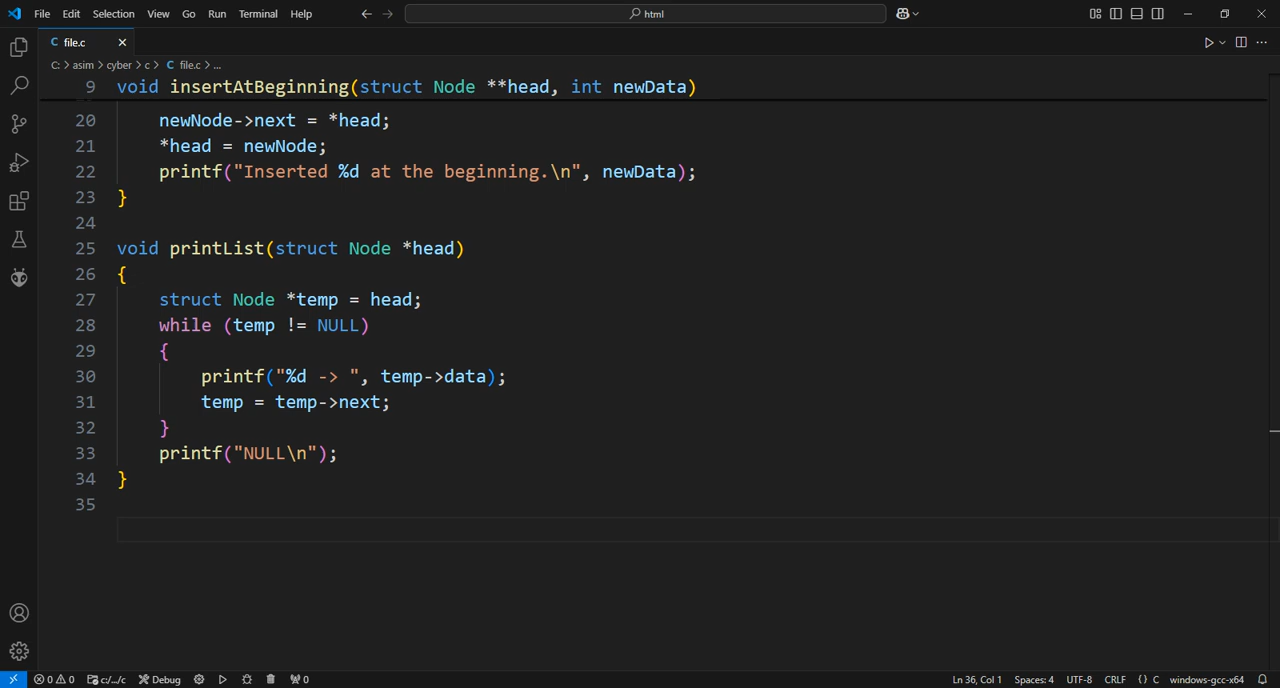 File Edit Selection View Go Run Terminal Help
html
C file.c
C: > asim > cyber > c > C file.c > ...
9 void insertAtBeginning(struct Node **head, int newData)
20 newNode->next = *head;
21 *head = newNode;
22 printf("Inserted %d at the beginning.\n", newData);
23 }
24
25 void printList(struct Node *head)
26 {
27 struct Node *temp = head;
28 while (temp != NULL)
29 {
30 printf("%d -> ", temp->data);
31 temp = temp->next;
32 }
33 printf("NULL\n");
34 }
35
0 0 c:/.../c Debug 0 Ln 36, Col 1 Spaces: 4 UTF-8 CRLF {} C windows-gcc-x64